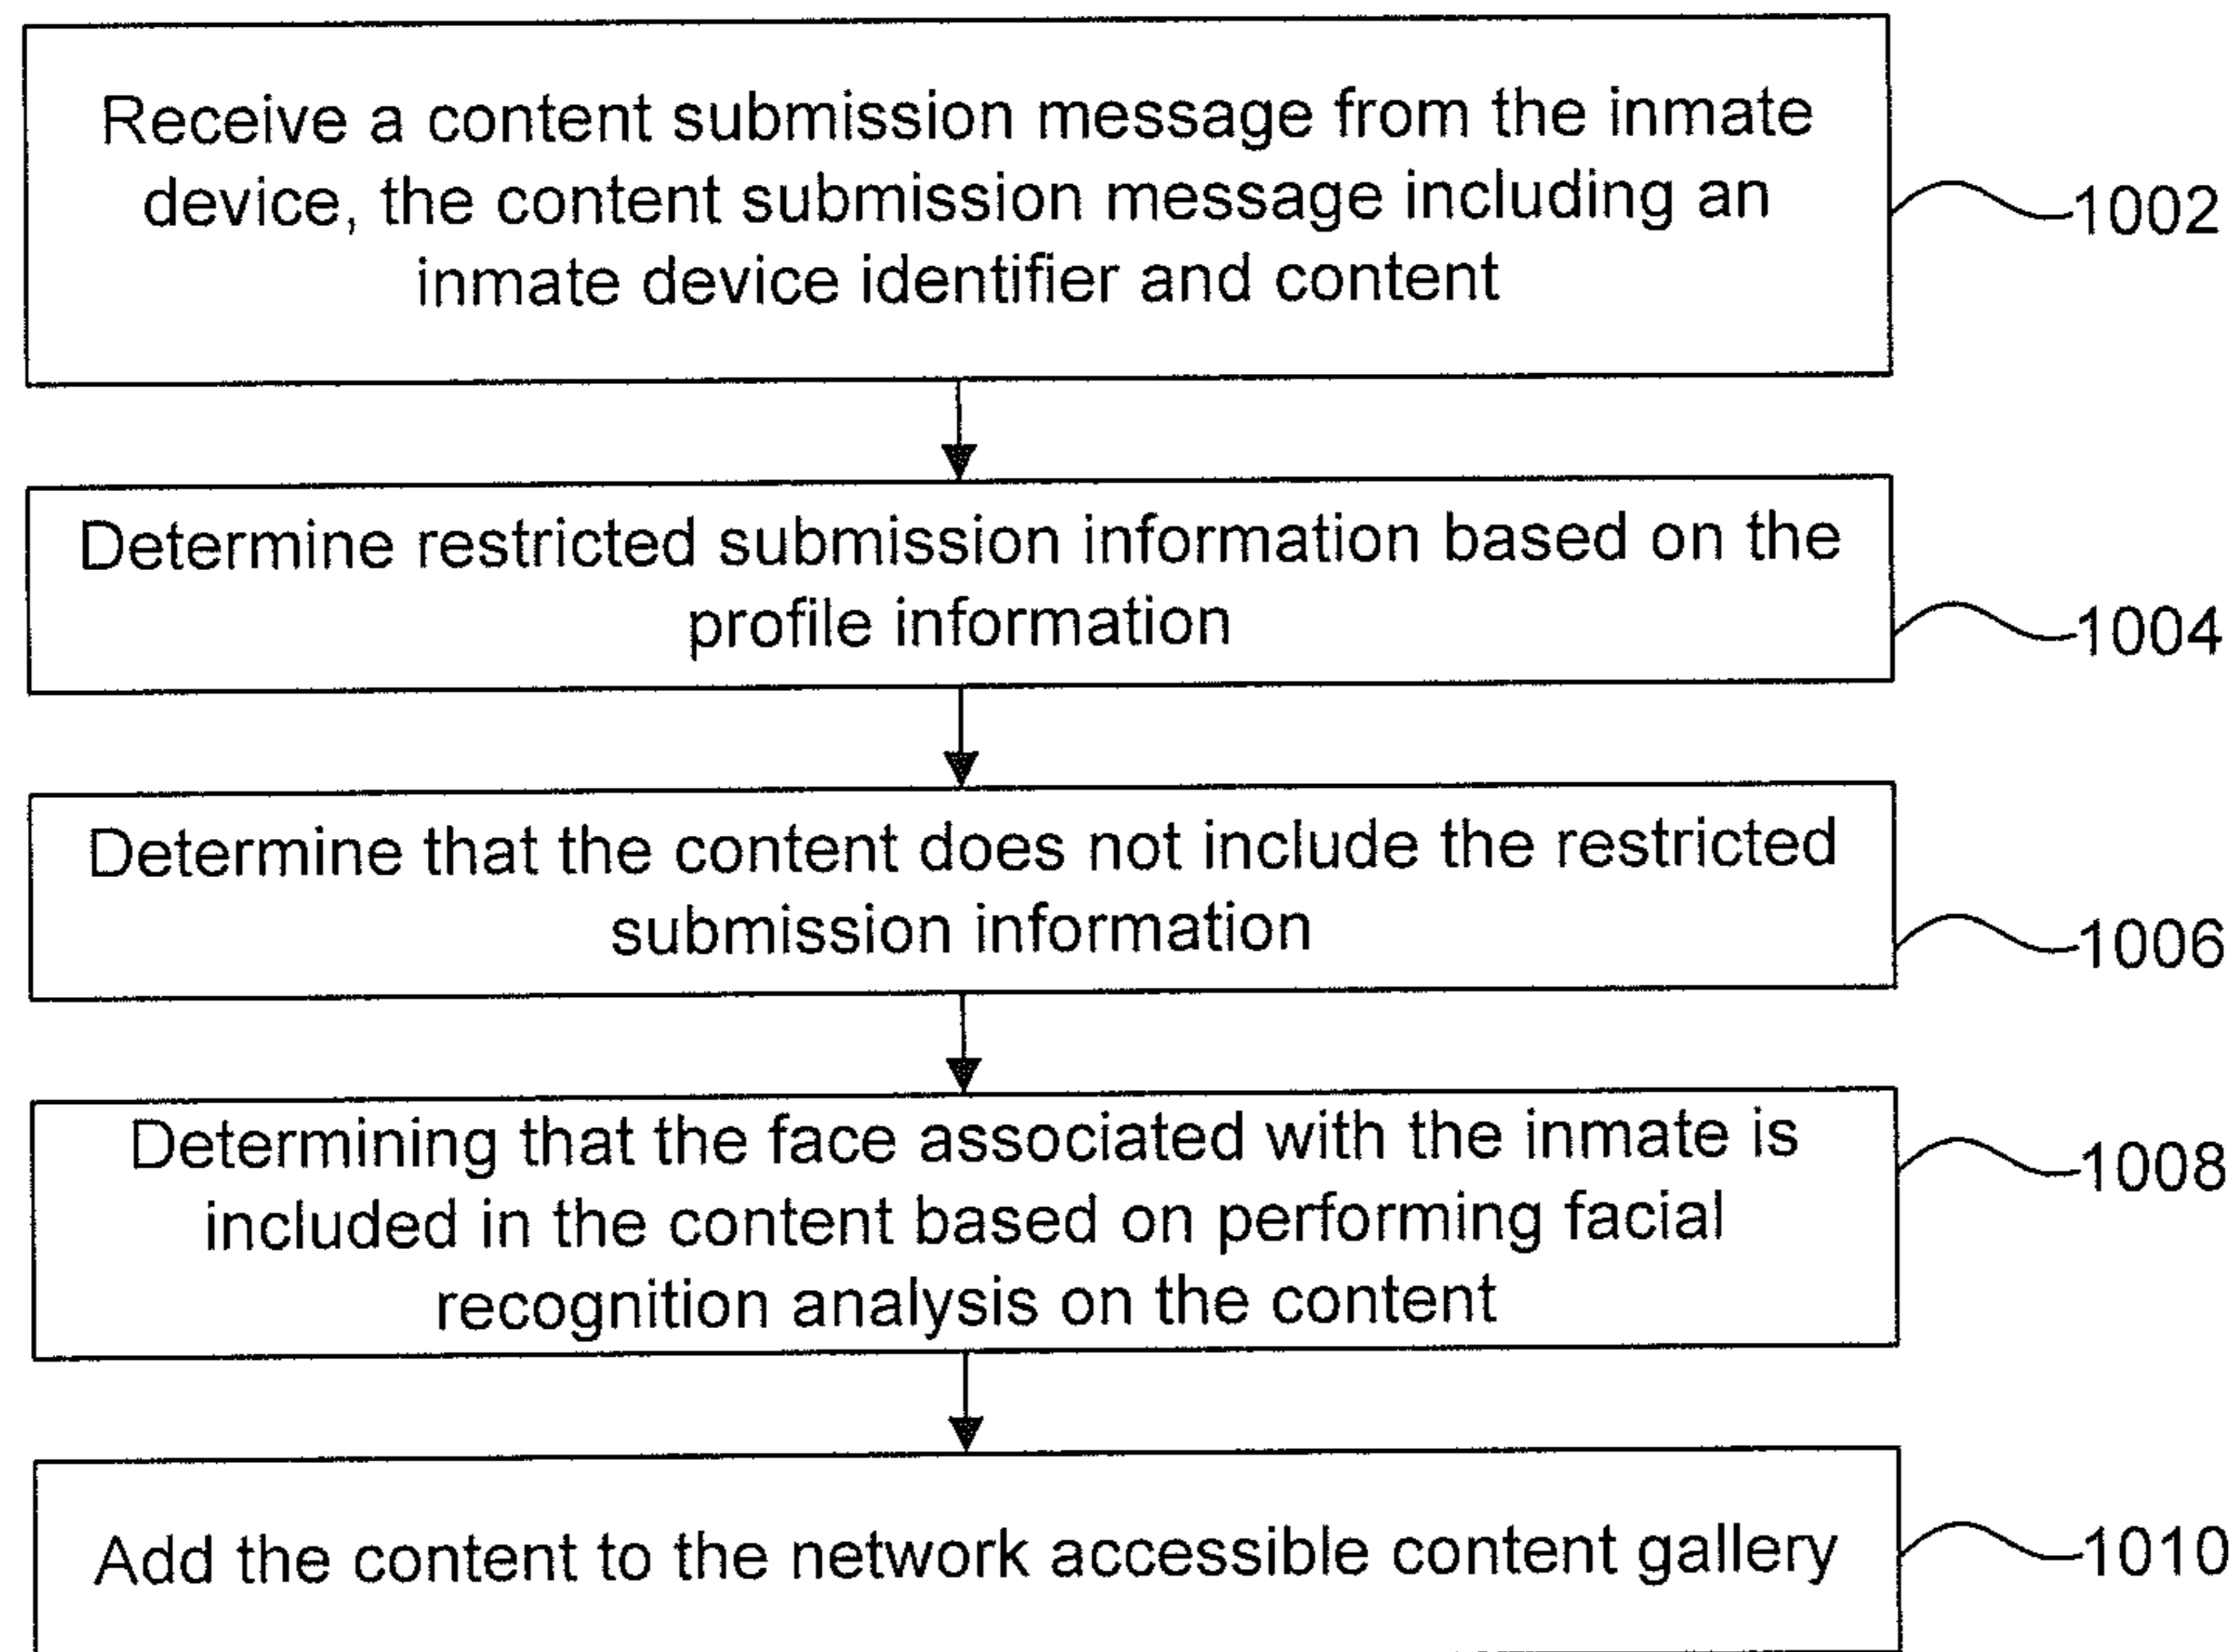 Receive a content submission message from the inmate
device, the content submission message including an
inmate device identifier and content
1002
Determine restricted submission information based on the
profile information
1004
Determine that the content does not include the restricted
submission information
1006
Determining that the face associated with the inmate is
included in the content based on performing facial
recognition analysis on the content
1008
Add the content to the network accessible content gallery
1010